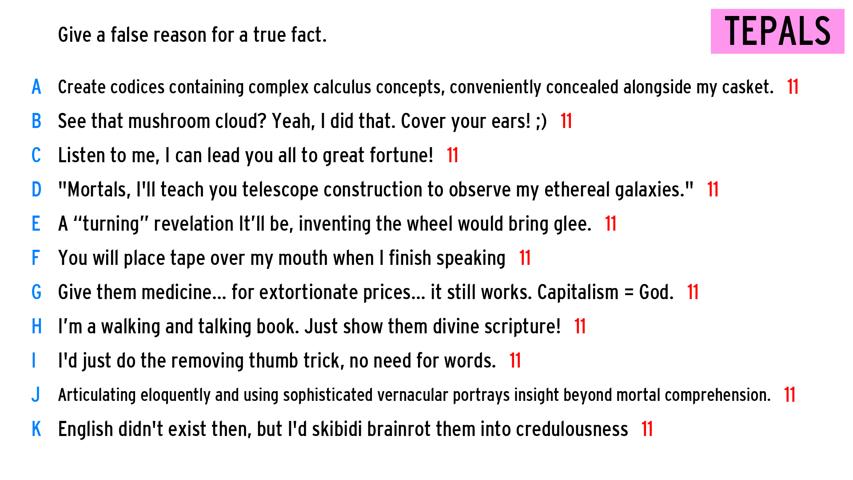 Give a false reason for a true fact.
TEPALS
A Create codices containing complex calculus concepts, conveniently concealed alongside my casket. 11
B See that mushroom cloud? Yeah, I did that. Cover your ears! ;) 11
C Listen to me, I can lead you all to great fortune! 11
D "Mortals, I'll teach you telescope construction to observe my ethereal galaxies." 11
E A “turning” revelation It’ll be, inventing the wheel would bring glee. 11
F You will place tape over my mouth when I finish speaking 11
G Give them medicine... for extortionate prices... it still works. Capitalism = God. 11
H I’m a walking and talking book. Just show them divine scripture! 11
I I'd just do the removing thumb trick, no need for words. 11
J Articulating eloquently and using sophisticated vernacular portrays insight beyond mortal comprehension. 11
K English didn't exist then, but I'd skibidi brainrot them into credulousness 11